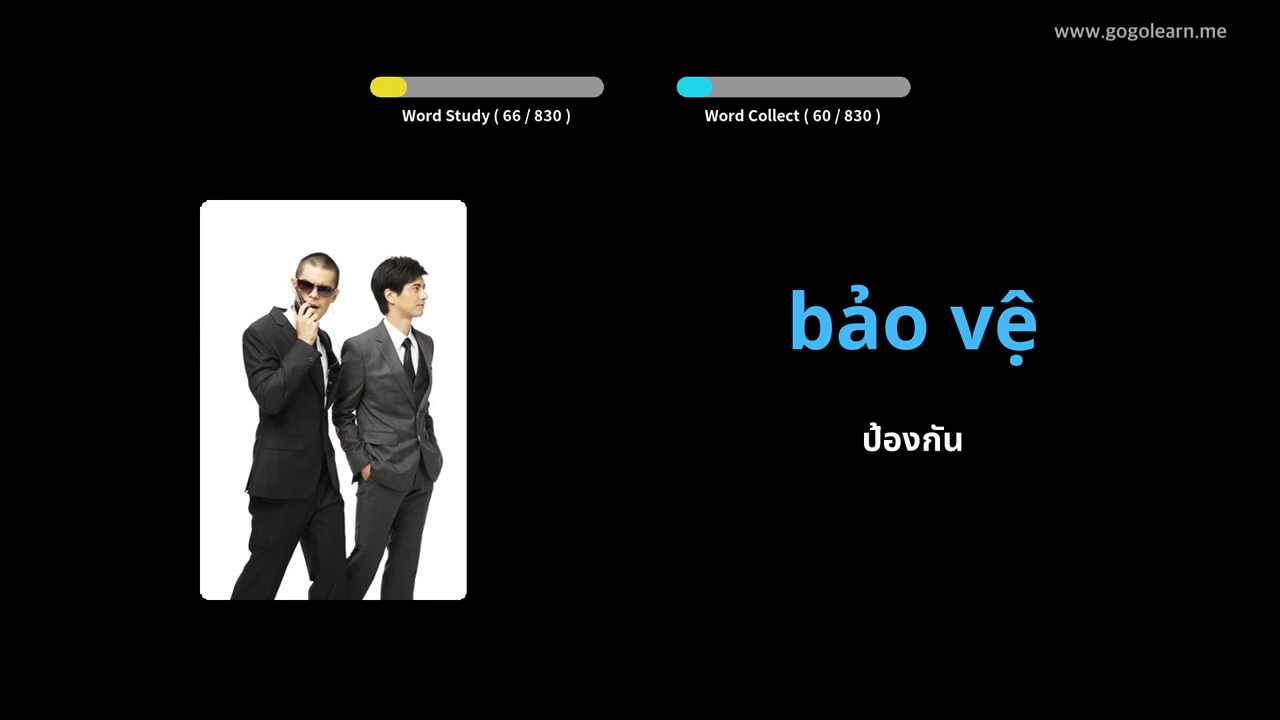 www.gogolearn.me
Word Study ( 66 / 830 )
Word Collect ( 60 / 830 )
bảo vệ
ป้องกัน